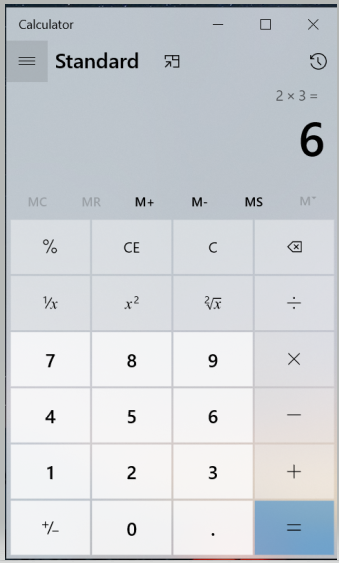 Calculator
Standard
2 × 3 =
6
MC MR M+ M- MS M˅
% CE C
⅟x x² ²√x ÷
7 8 9 ×
4 5 6 −
1 2 3 +
+/− 0 . =